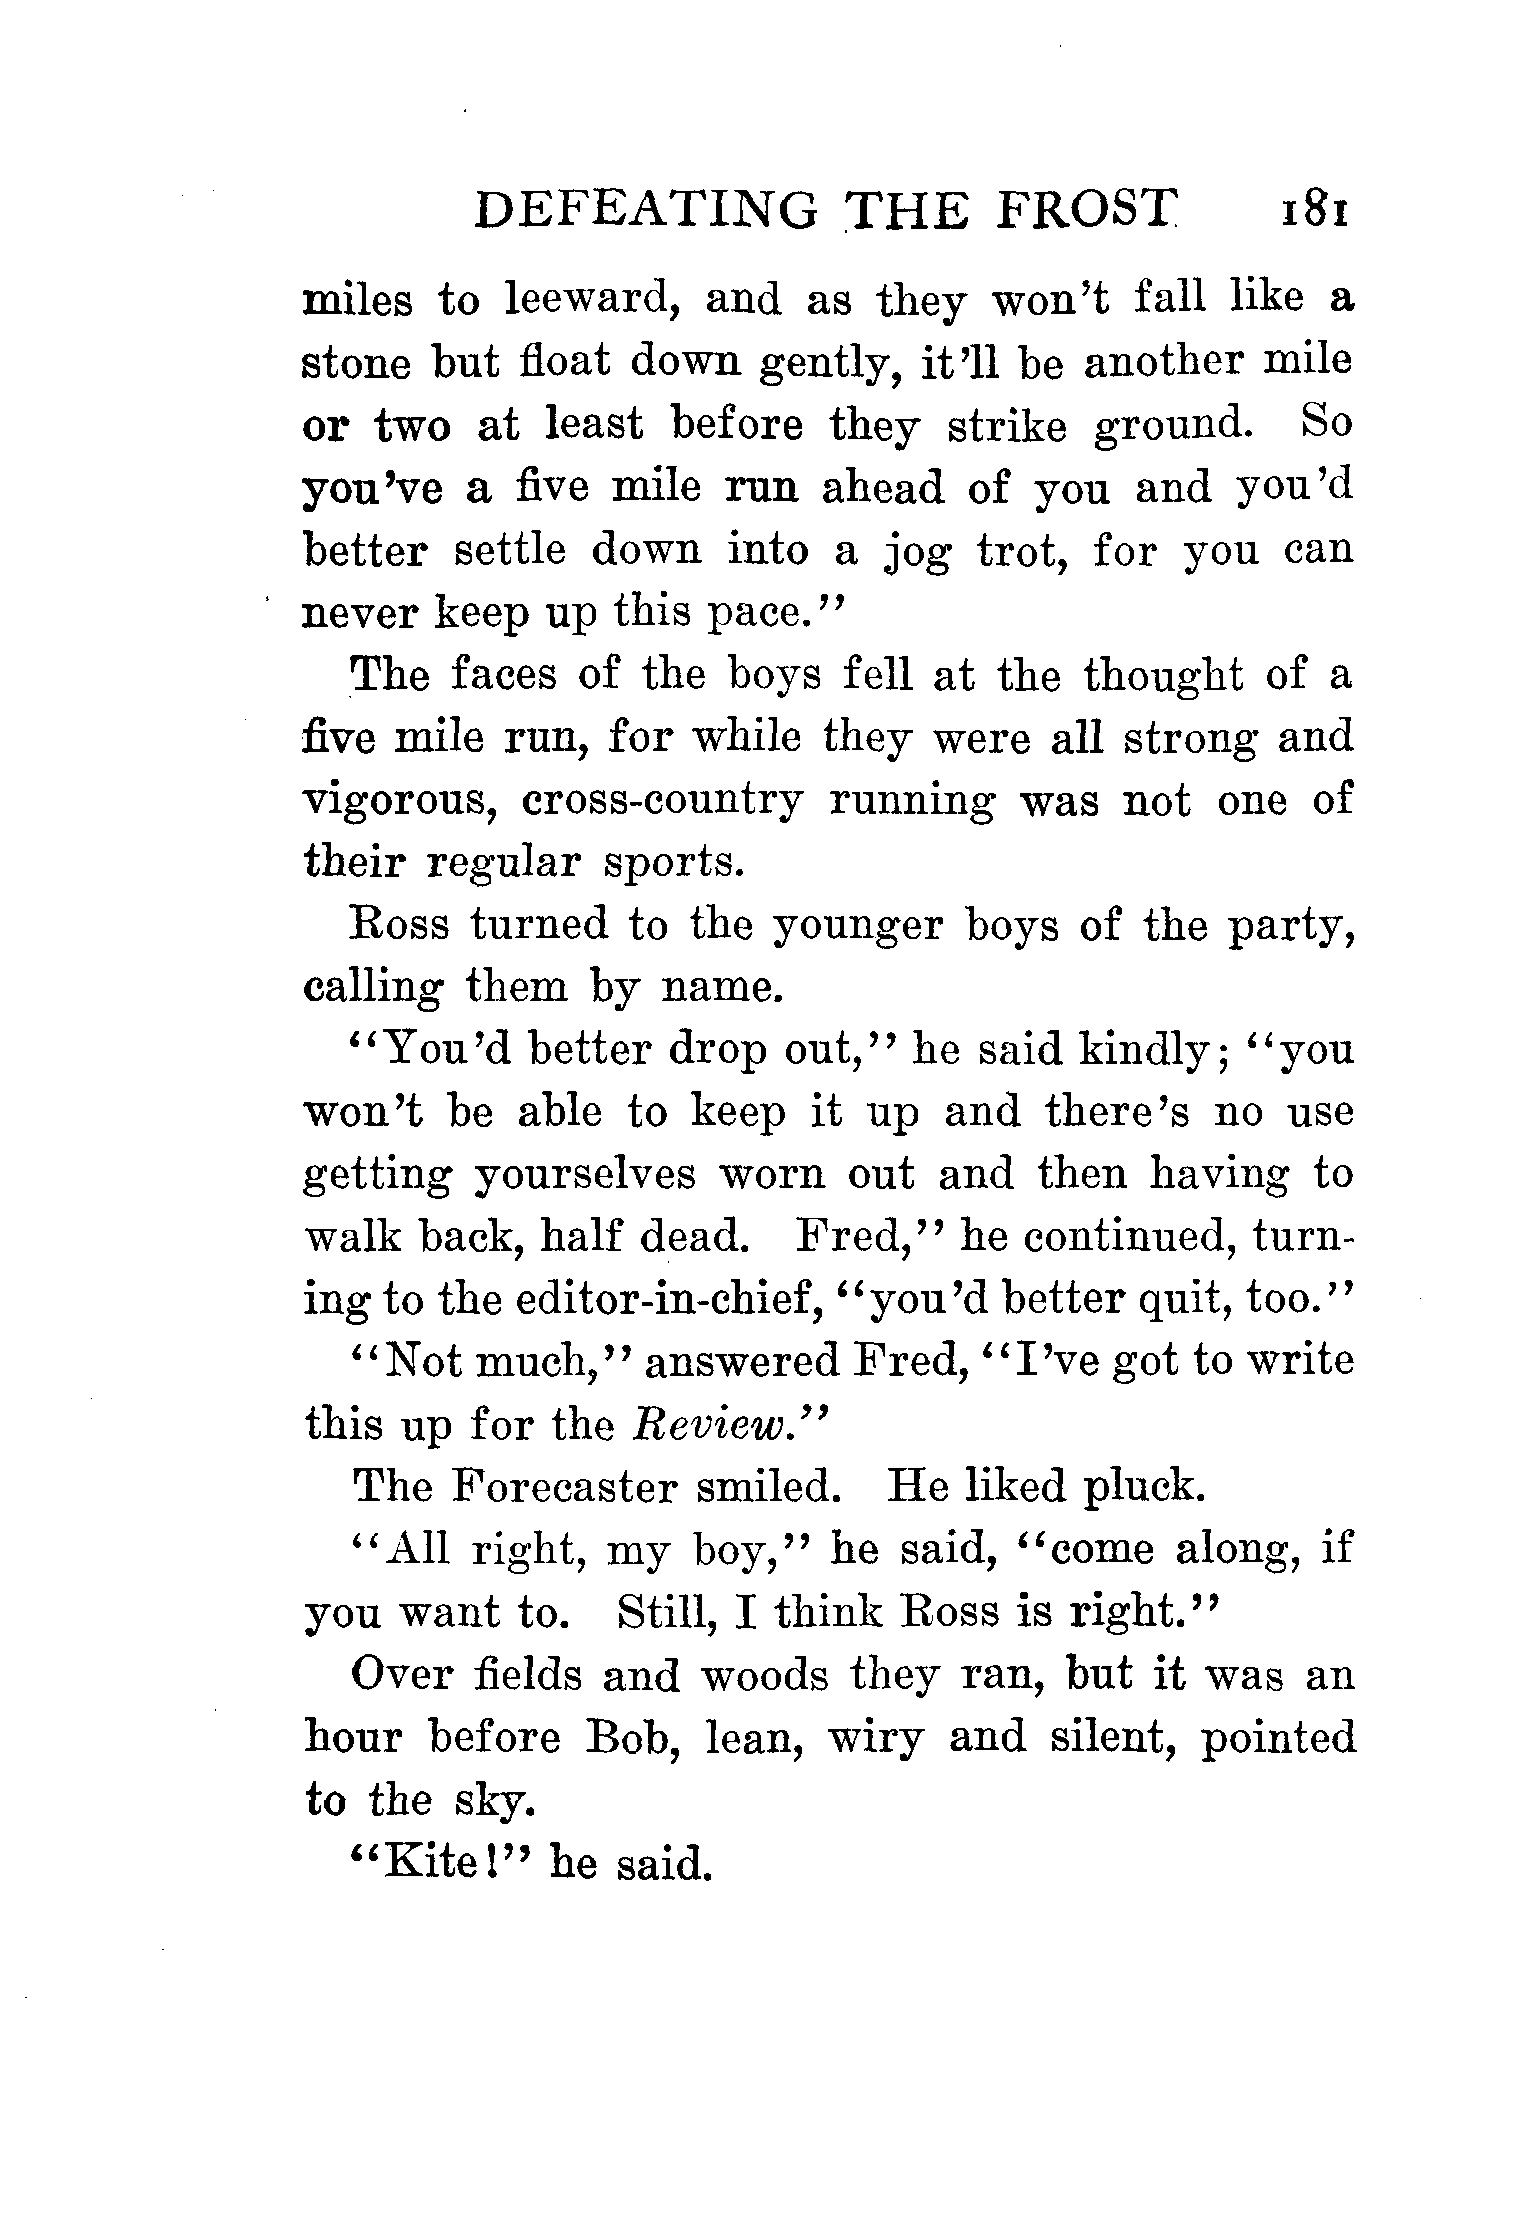 DEFEATING THE FROST 181
miles to leeward, and as they won't fall like a
stone but float down gently, it'll be another mile
or two at least before they strike ground. So
you've a five mile run ahead of you and you'd
better settle down into a jog trot, for you can
never keep up this pace."
The faces of the boys fell at the thought of a
five mile run, for while they were all strong and
vigorous, cross-country running was not one of
their regular sports.
Ross turned to the younger boys of the party,
calling them by name.
"You'd better drop out," he said kindly; "you
won't be able to keep it up and there's no use
getting yourselves worn out and then having to
walk back, half dead. Fred," he continued, turn-
ing to the editor-in-chief, "you'd better quit, too."
"Not much," answered Fred, "I've got to write
this up for the Review."
The Forecaster smiled. He liked pluck.
"All right, my boy," he said, "come along, if
you want to. Still, I think Ross is right."
Over fields and woods they ran, but it was an
hour before Bob, lean, wiry and silent, pointed
to the sky.
"Kite!" he said.